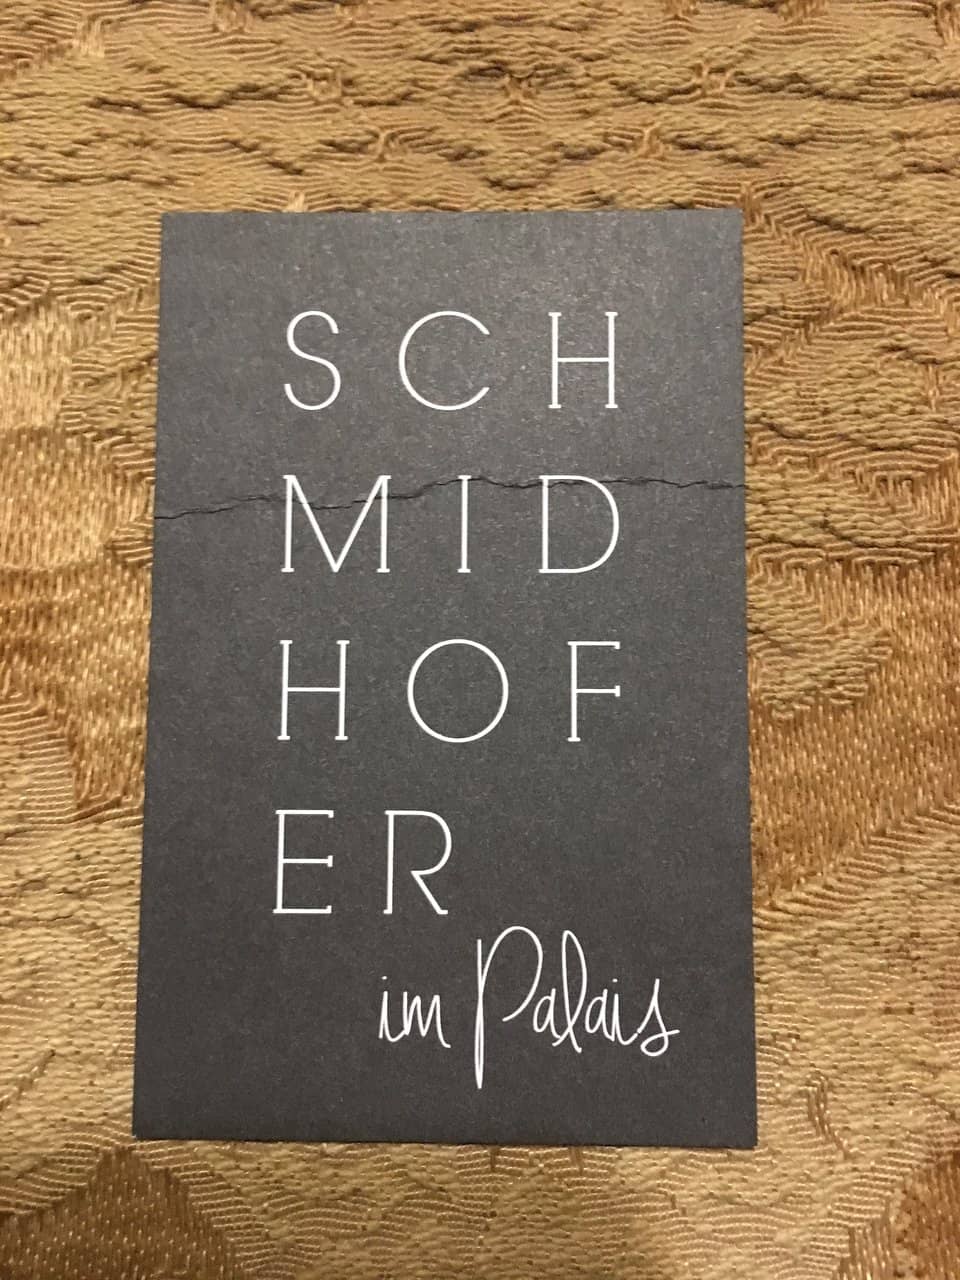 SCH
MID
HOF
ER
im Palais